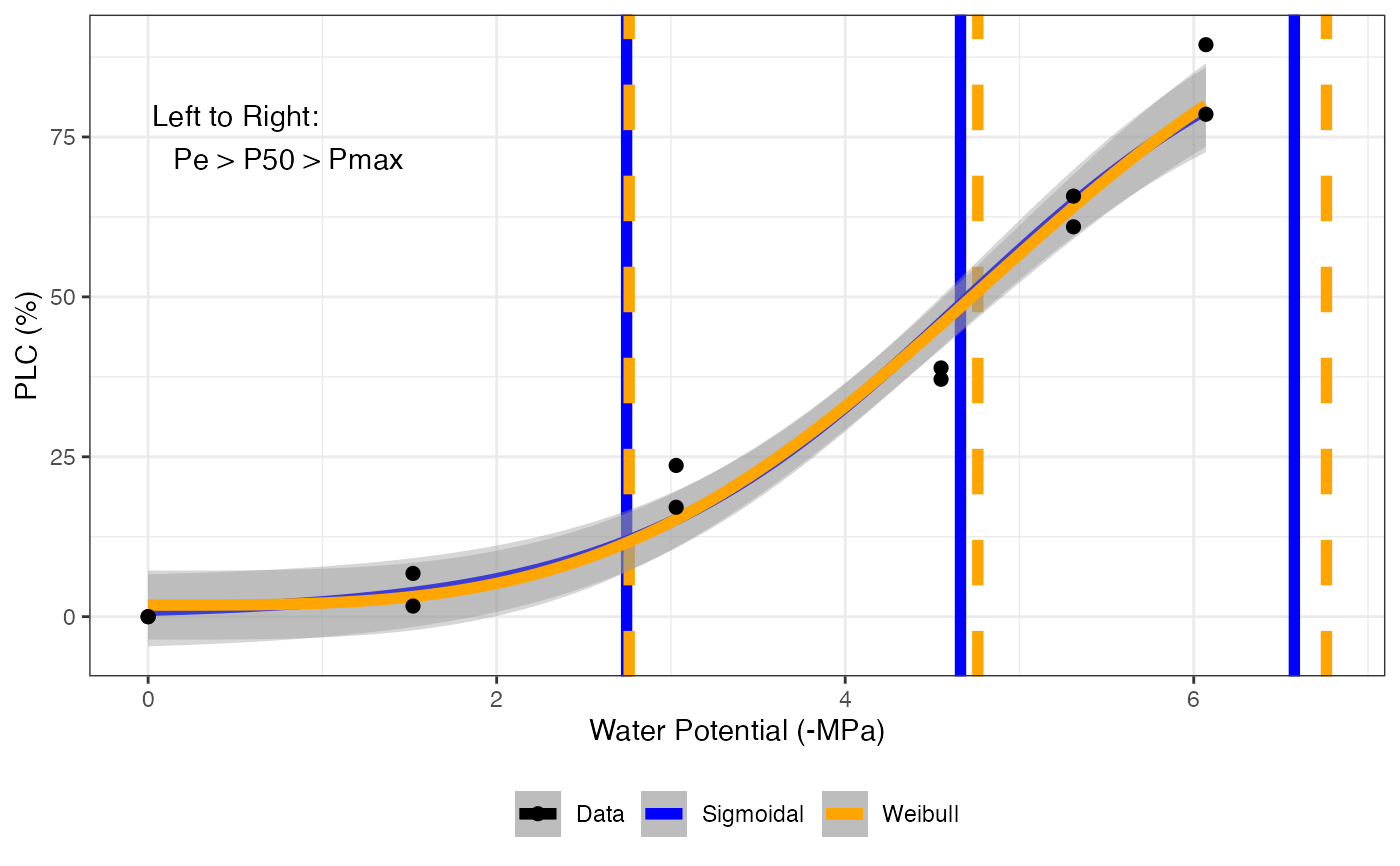 Left to Right:
Pe > P50 > Pmax
PLC (%)
75
50
25
0
0 2 4 6
Water Potential (-MPa)
Data Sigmoidal Weibull